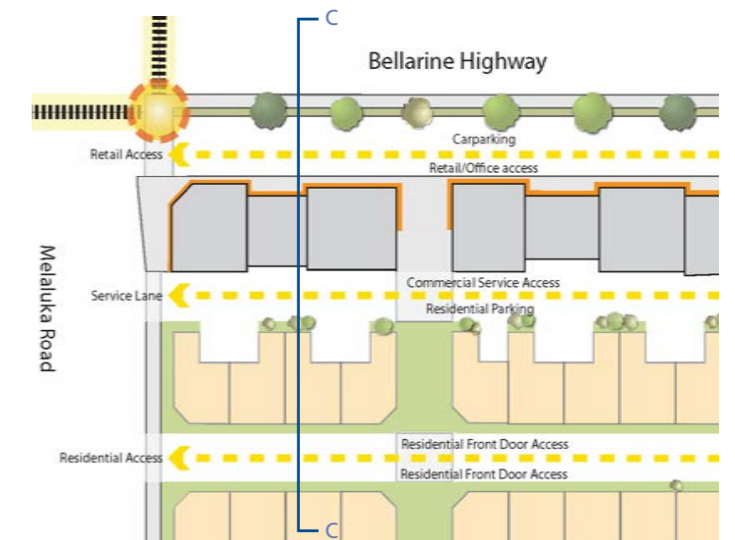 C
Bellarine Highway
Carparking
Retail Access
Retail/Office access
Melaluka Road
Commercial Service Access
Service Lane
Residential Parking
Residential Front Door Access
Residential Access
Residential Front Door Access
C